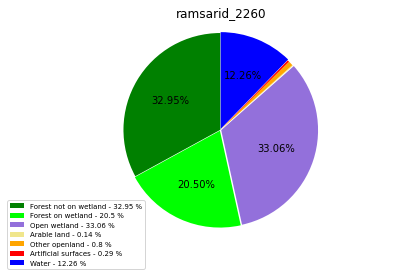 ramsarid_2260
12.26%
32.95%
33.06%
20.50%
Forest not on wetland - 32.95 %
Forest on wetland - 20.5 %
Open wetland - 33.06 %
Arable land - 0.14 %
Other openland - 0.8 %
Artificial surfaces - 0.29 %
Water - 12.26 %